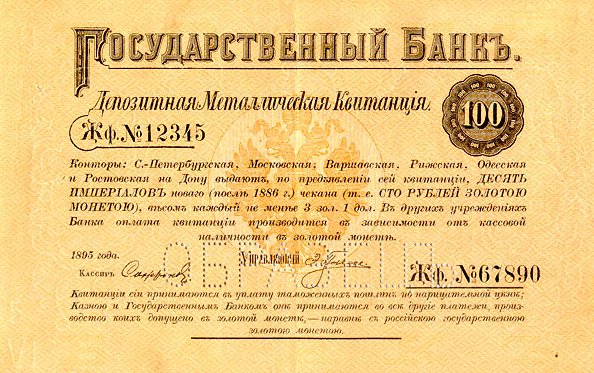 Государственный Банкъ.
Депозитная Металлическая Квитанція.
100
Жф. №12345
Конторы: С.-Петербургская, Московская, Варшавская, Рижская, Одесская
и Ростовская на Дону выдаютъ, по предъявленіи сей квитанціи, ДЕСЯТЬ
ИМПЕРІАЛОВЪ новаго (послѣ 1886 г.) чекана (т. е. СТО РУБЛЕЙ ЗОЛОТОЮ
МОНЕТОЮ), вѣсомъ каждый не менѣе 3 зол. 1 дол. Въ другихъ учрежденіяхъ
Банка оплата квитанціи производится въ зависимости отъ кассовой
наличности въ золотой монетѣ.
ОБРАЗЕЦЪ
1895 года.
Управляющій
Кассиръ
Жф. №67890
Квитанціи сіи принимаются въ уплату таможенныхъ пошлинъ по нарицательной цѣнѣ;
Казною и Государственнымъ Банкомъ онѣ принимаются во всѣ другіе платежи, произ-
водство коихъ допущено въ золотой монетѣ,—наравнѣ съ россійскою государственною
золотою монетою.